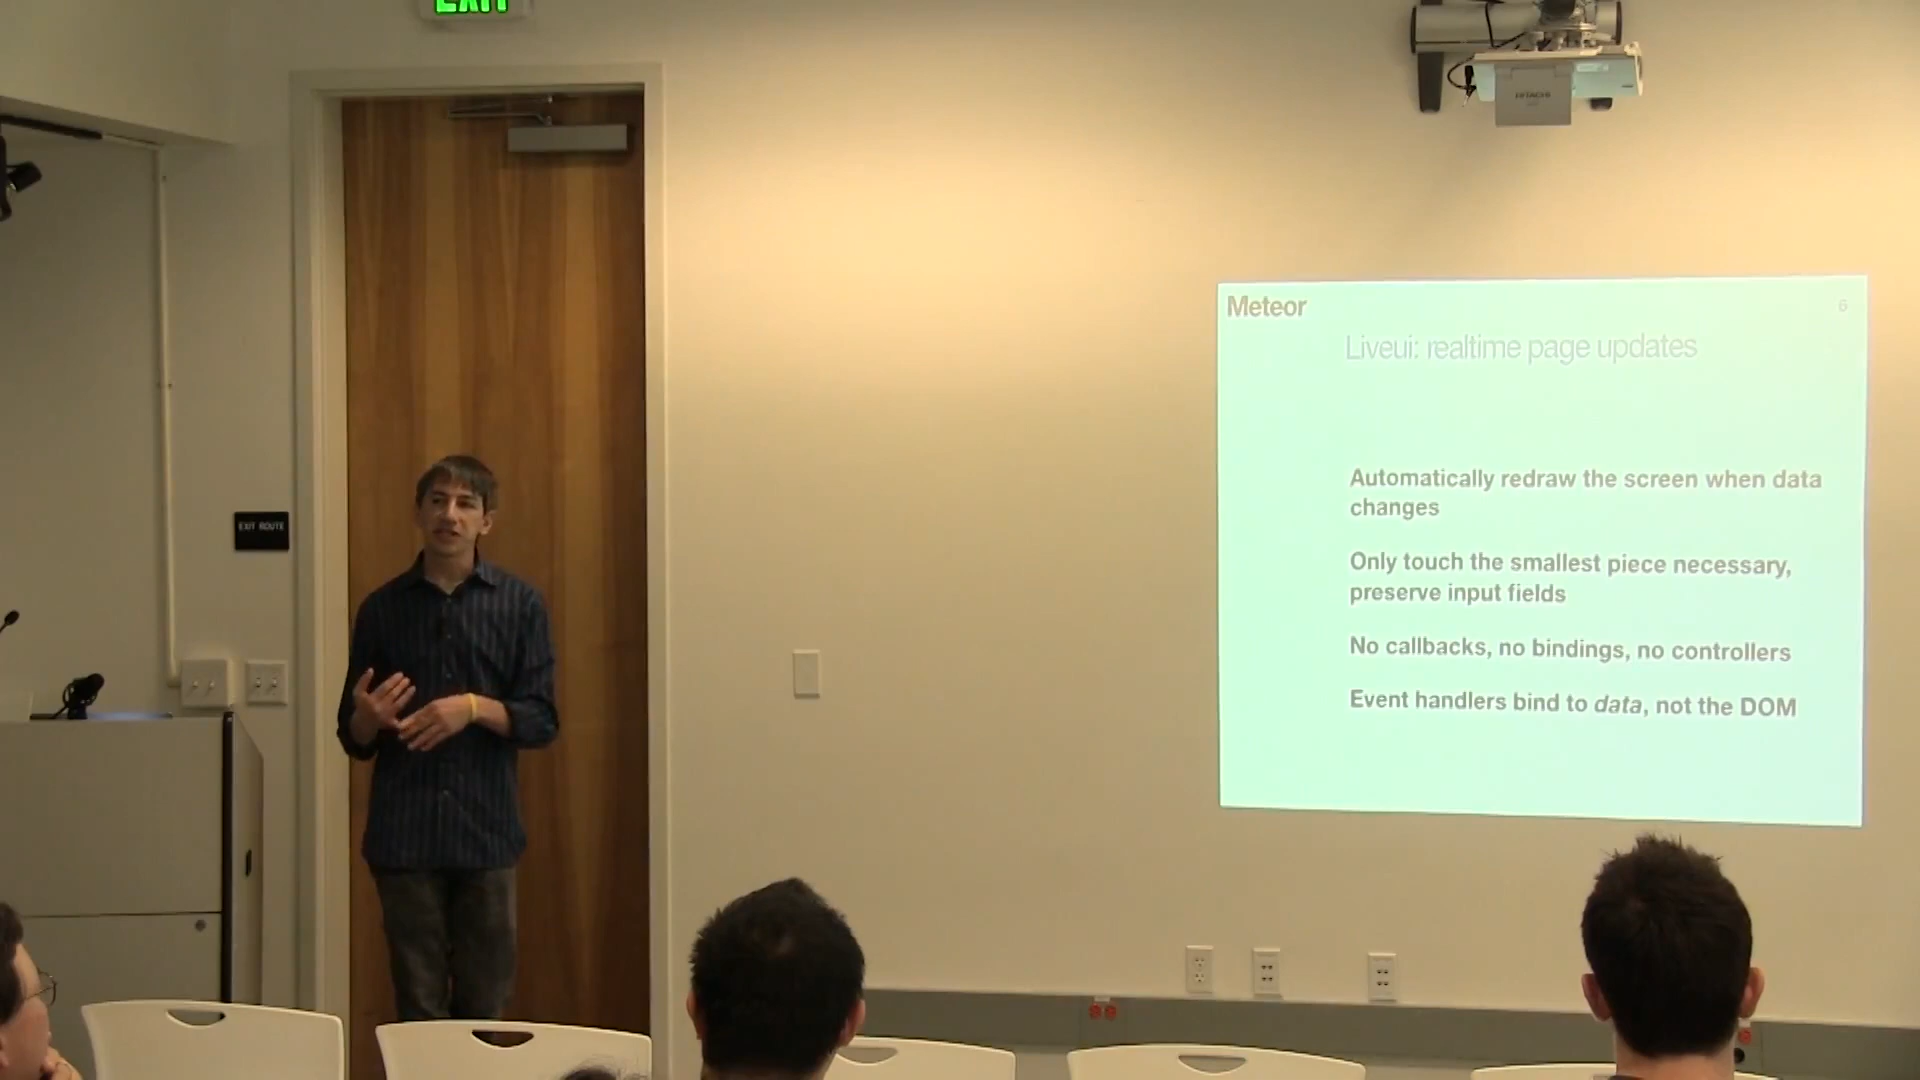 EXIT
HITACHI
Meteor
6
Liveui: realtime page updates
Automatically redraw the screen when data
changes
Only touch the smallest piece necessary,
preserve input fields
No callbacks, no bindings, no controllers
Event handlers bind to data, not the DOM
EXIT ROUTE